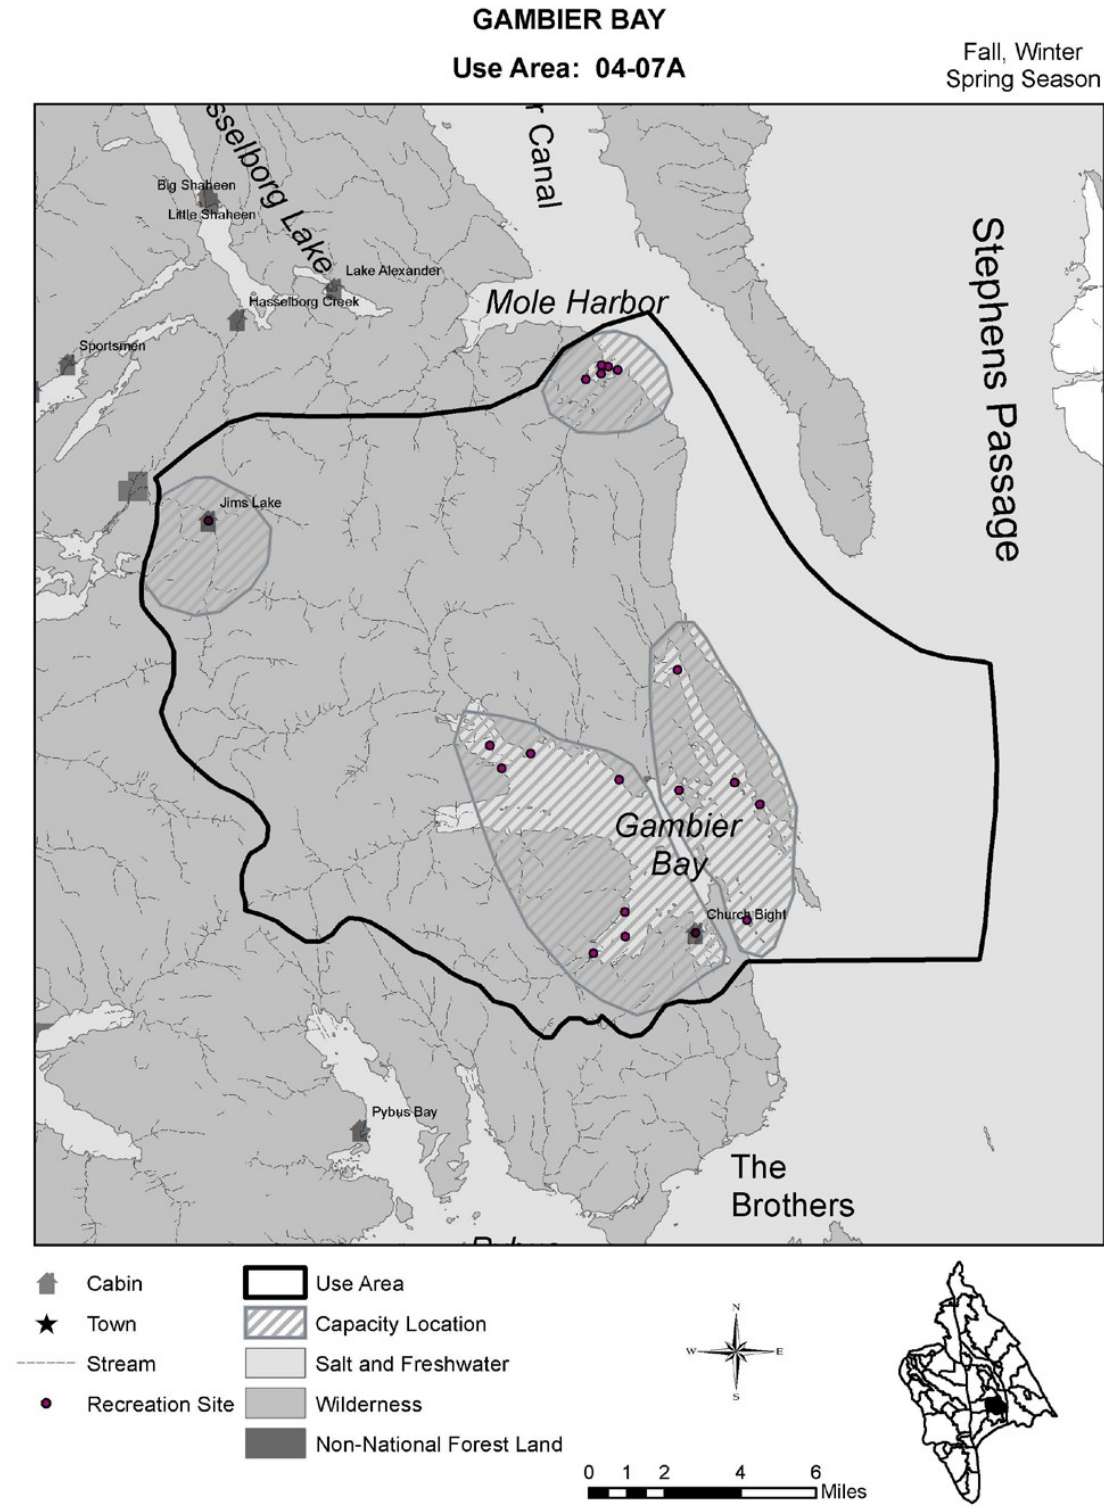 GAMBIER BAY
Use Area: 04-07A
Fall, Winter
Spring Season
sselborg Lake
r Canal
Big Shaheen
Little Shaheen
Lake Alexander
Hasselborg Creek
Mole Harbor
Sportsmen
Stephens Passage
Jims Lake
Gambier
Bay
Church Bight
Pybus Bay
The
Brothers
Cabin
Town
Stream
Recreation Site
Use Area
Capacity Location
Salt and Freshwater
Wilderness
Non-National Forest Land
N
W
E
S
0 1 2 4 6
Miles